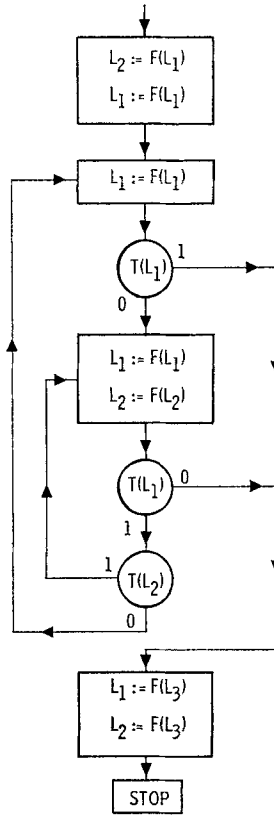 L₂ := F(L₁)
L₁ := F(L₁)
L₁ := F(L₁)
T(L₁)
1
0
L₁ := F(L₁)
L₂ := F(L₂)
T(L₁)
0
1
T(L₂)
1
0
L₁ := F(L₃)
L₂ := F(L₃)
STOP